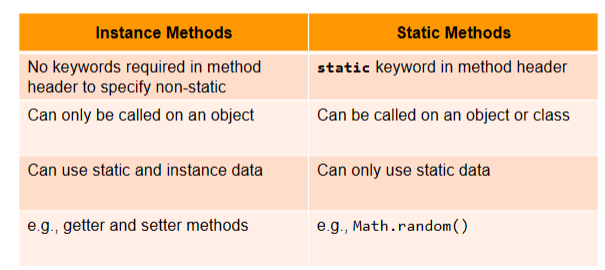 Instance Methods
Static Methods
No keywords required in method
header to specify non-static
static keyword in method header
Can only be called on an object
Can be called on an object or class
Can use static and instance data
Can only use static data
e.g., getter and setter methods
e.g., Math.random()